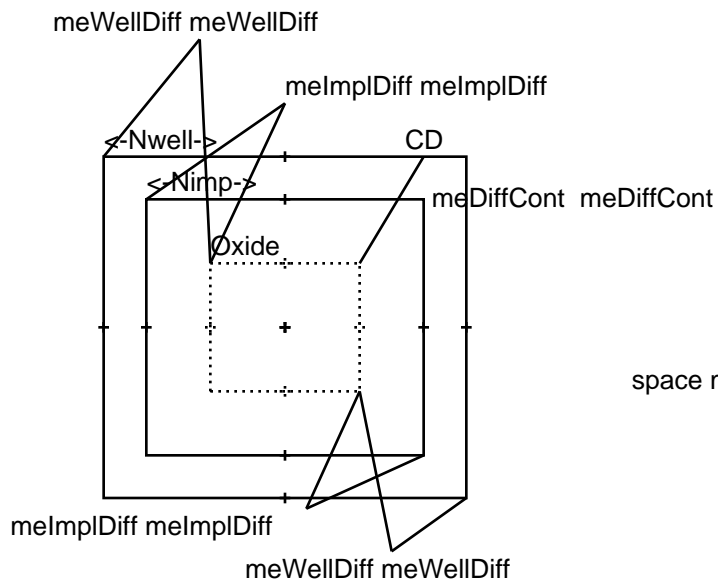 meWellDiff meWellDiff
meImplDiff meImplDiff
<-Nwell->
CD
<-Nimp->
meDiffCont meDiffCont
Oxide
space
meImplDiff meImplDiff
meWellDiff meWellDiff